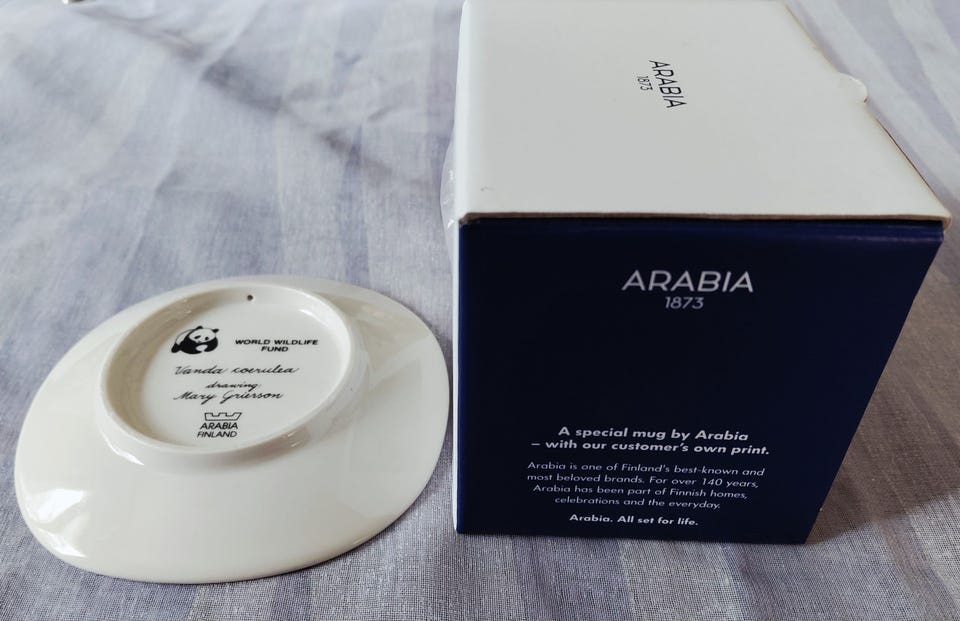 WORLD WILDLIFE
FUND
Vanda coerulea
drawing:
Mary Grierson
ARABIA
FINLAND
ARABIA
1873
ARABIA
1873
A special mug by Arabia
– with our customer's own print.
Arabia is one of Finland's best-known and
most beloved brands. For over 140 years,
Arabia has been part of Finnish homes,
celebrations and the everyday.
Arabia. All set for life.